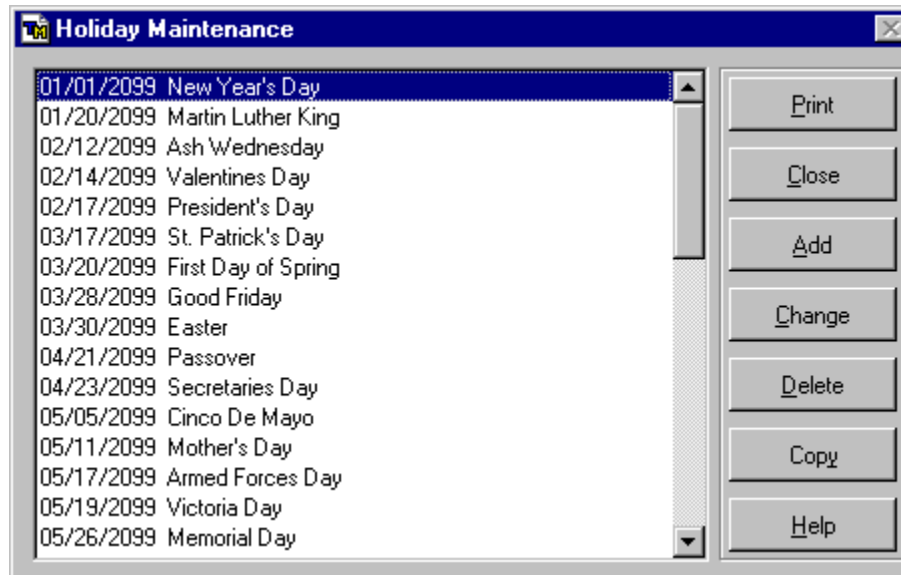 Holiday Maintenance
01/01/2099 New Year's Day
01/20/2099 Martin Luther King
02/12/2099 Ash Wednesday
02/14/2099 Valentines Day
02/17/2099 President's Day
03/17/2099 St. Patrick's Day
03/20/2099 First Day of Spring
03/28/2099 Good Friday
03/30/2099 Easter
04/21/2099 Passover
04/23/2099 Secretaries Day
05/05/2099 Cinco De Mayo
05/11/2099 Mother's Day
05/17/2099 Armed Forces Day
05/19/2099 Victoria Day
05/26/2099 Memorial Day
Print
Close
Add
Change
Delete
Copy
Help